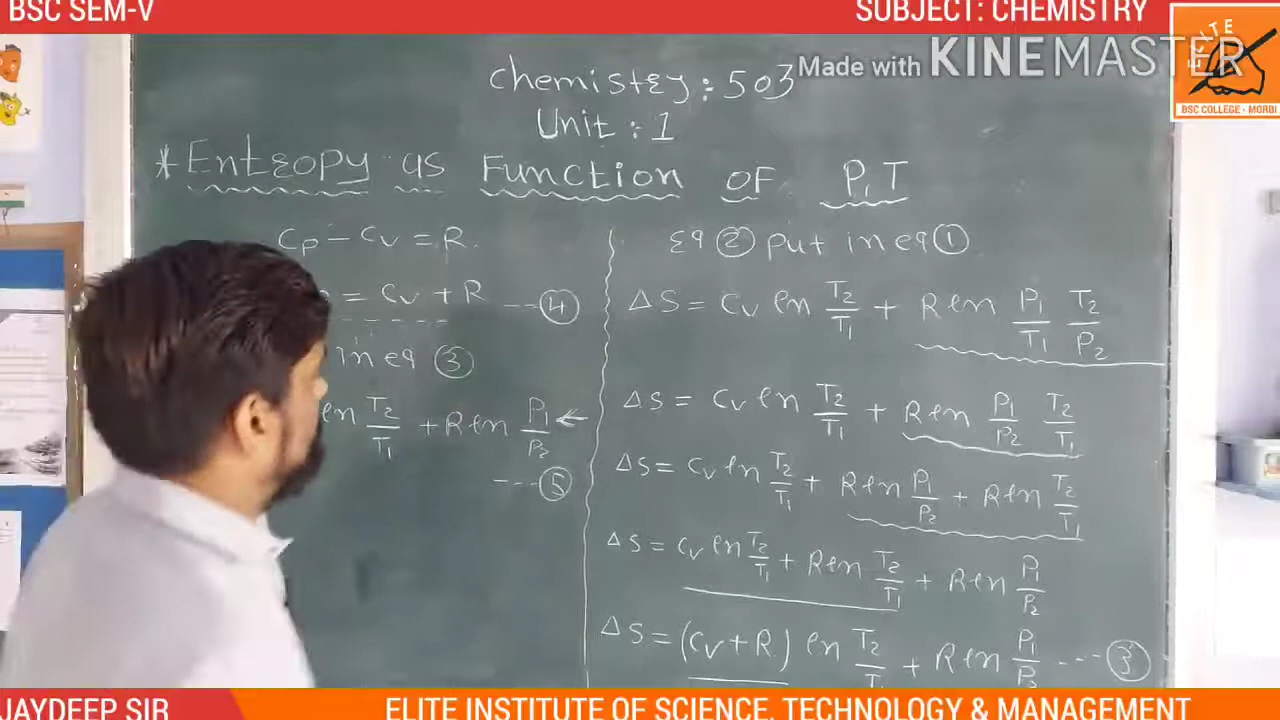 BSC SEM-V
SUBJECT: CHEMISTRY
Made with KINEMASTER
ELITE
BSC COLLEGE - MORBI
Chemistry : 503
Unit : 1
* Entropy as Function of P, T
Cp - Cv = R
= Cv + R --- ④
in eq ③
ln T2/T1 + R ln P1/P2 ←
--- ⑤
Eq ② put in eq ①
ΔS = Cv ln T2/T1 + R ln P1/T1 T2/P2
ΔS = Cv ln T2/T1 + R ln P1/P2 T2/T1
ΔS = Cv ln T2/T1 + R ln P1/P2 + R ln T2/T1
ΔS = Cv ln T2/T1 + R ln T2/T1 + R ln P1/P2
ΔS = (Cv + R) ln T2/T1 + R ln P1/P2 --- ③
JAYDEEP SIR
ELITE INSTITUTE OF SCIENCE, TECHNOLOGY & MANAGEMENT